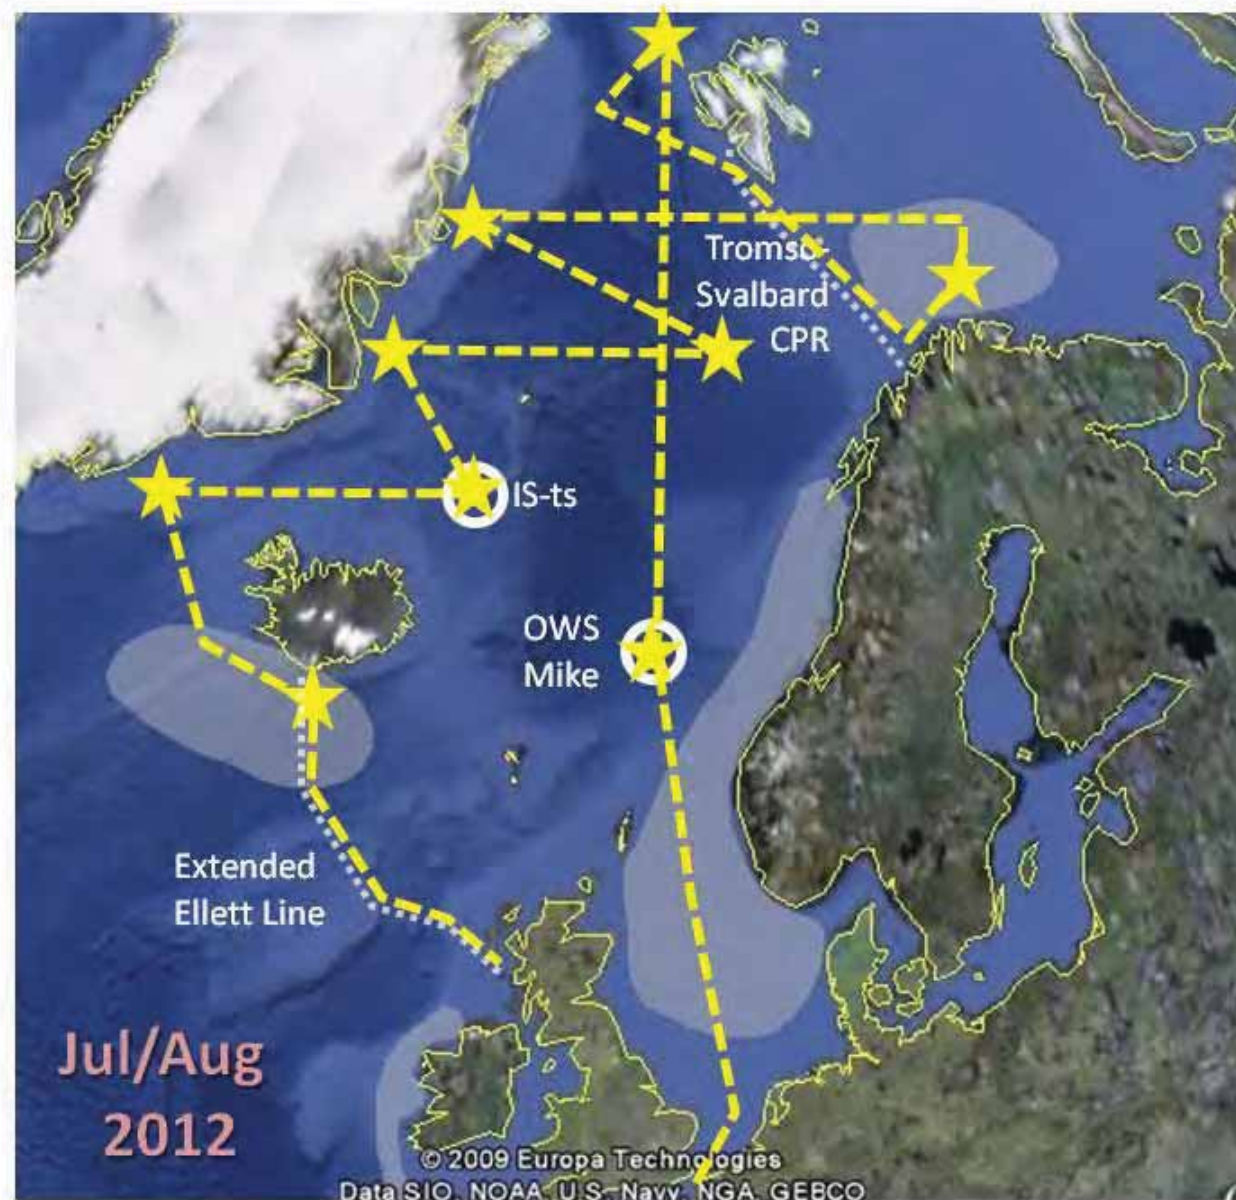 Tromso-
Svalbard
CPR
IS-ts
OWS
Mike
Extended
Ellett Line
Jul/Aug
2012
© 2009 Europa Technologies
Data SIO, NOAA, U.S. Navy, NGA, GEBCO